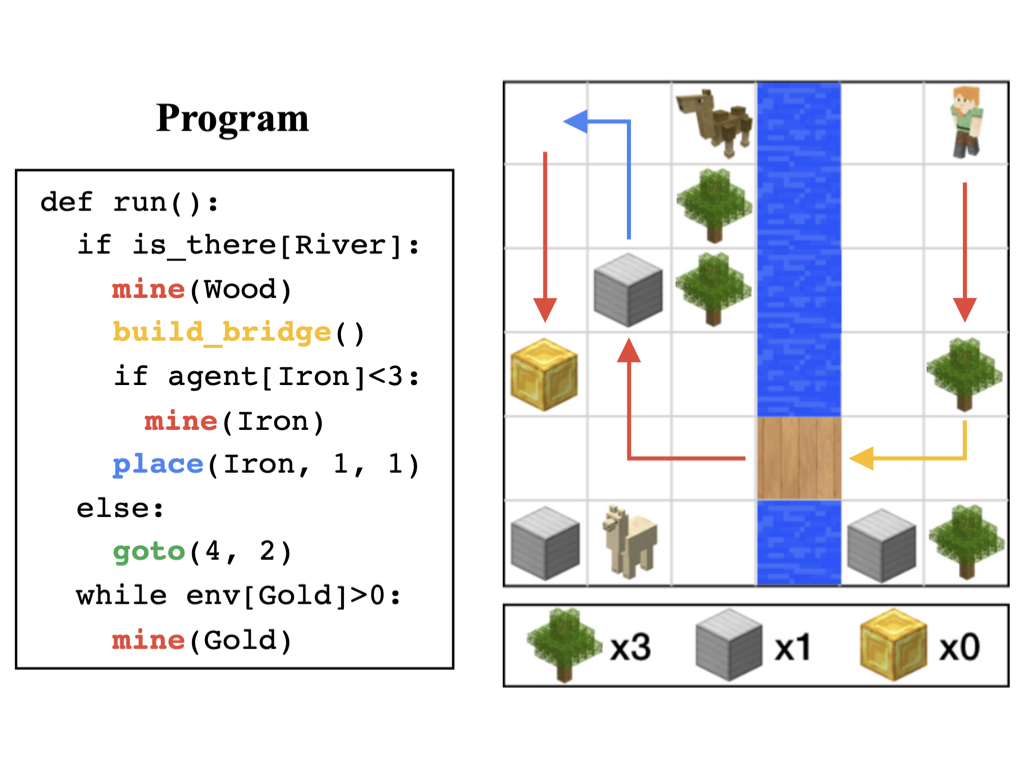 Program
def run():
if is_there[River]:
mine(Wood)
build_bridge()
if agent[Iron]<3:
mine(Iron)
place(Iron, 1, 1)
else:
goto(4, 2)
while env[Gold]>0:
mine(Gold)
x3 x1 x0